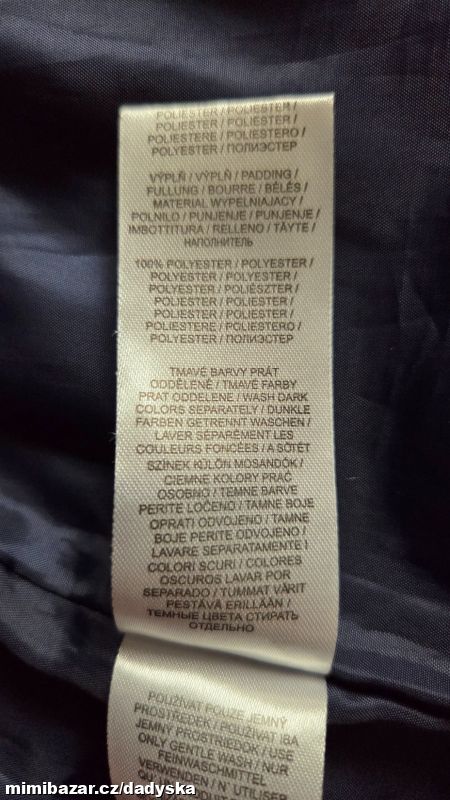 POLIESTER / POLIESTER /
POLIESTER / POLIESTER /
POLIESTERE / POLIESTERO /
POLYESTER / ПОЛИЭСТЕР
VÝPLŇ / VÝPLŇ / PADDING /
FULLUNG / BOURRE / BÉLÉS /
MATERIAL WYPEŁNIAJĄCY /
POLNILO / PUNJENJE / PUNJENJE /
IMBOTTITURA / RELLENO / TÄYTE /
НАПОЛНИТЕЛЬ
100% POLYESTER / POLYESTER /
POLYESTER / POLYESTER /
POLYESTER / POLIÉSZTER /
POLIESTER / POLIESTER /
POLIESTER / POLIESTER /
POLIESTERE / POLIESTERO /
POLYESTER / ПОЛИЭСТЕР
TMAVÉ BARVY PRÁT
ODDĚLENĚ / TMAVÉ FARBY
PRAŤ ODDELENE / WASH DARK
COLORS SEPARATELY / DUNKLE
FARBEN GETRENNT WASCHEN /
LAVER SÉPARÉMENT LES
COULEURS FONCÉES / A SÖTÉT
SZÍNEK KÜLÖN MOSANDÓK /
CIEMNE KOLORY PRAĆ
OSOBNO / TEMNE BARVE
PERITE LOČENO / TAMNE BOJE
OPRATI ODVOJENO / TAMNE
BOJE PERITE ODVOJENO /
LAVARE SEPARATAMENTE I
COLORI SCURI / COLORES
OSCUROS LAVAR POR
SEPARADO / TUMMAT VÄRIT
PESTÄVÄ ERILLÄÄN /
ТЕМНЫЕ ЦВЕТА СТИРАТЬ
ОТДЕЛЬНО
POUŽÍVAT POUZE JEMNÝ
PROSTŘEDEK / POUŽÍVAŤ IBA
JEMNÝ PROSTRIEDOK / USE
ONLY GENTLE WASH / NUR
FEINWASCHMITTEL
VERWENDEN / N' UTILISER
mimibazar.cz/dadyska